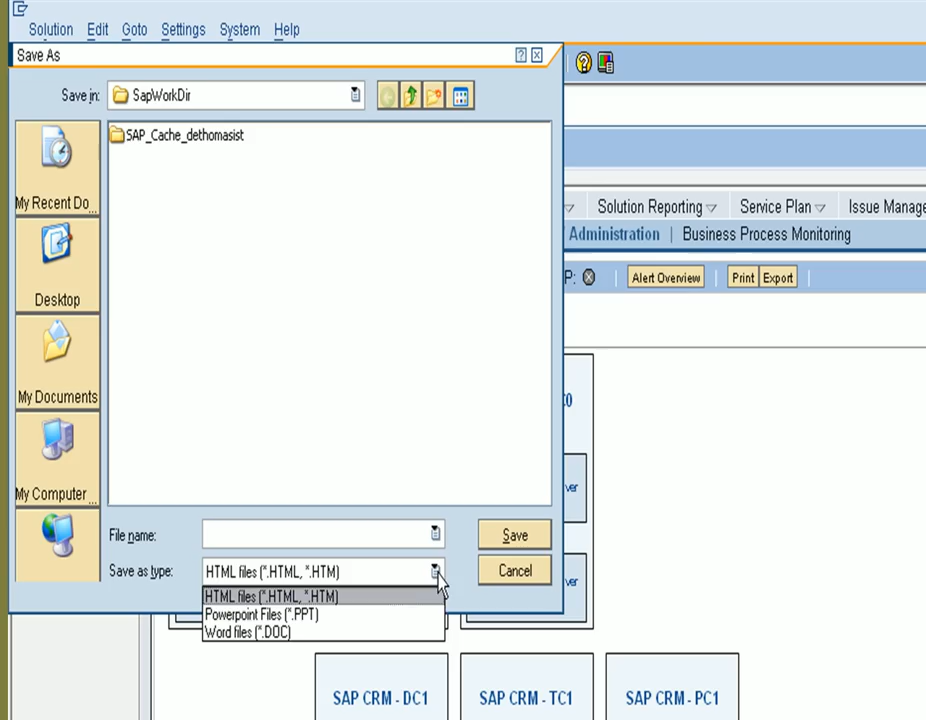 Solution Edit Goto Settings System Help
Save As
Save in: SapWorkDir
SAP_Cache_dethomasist
My Recent Do...
Desktop
My Documents
My Computer ...
File name:
Save
Save as type: HTML files (*.HTML, *.HTM)
Cancel
HTML files (*.HTML, *.HTM)
Powerpoint Files (*.PPT)
Word files (*.DOC)
Solution Reporting Service Plan Issue Manage
Administration | Business Process Monitoring
P: Alert Overview Print Export
SAP CRM - DC1
SAP CRM - TC1
SAP CRM - PC1